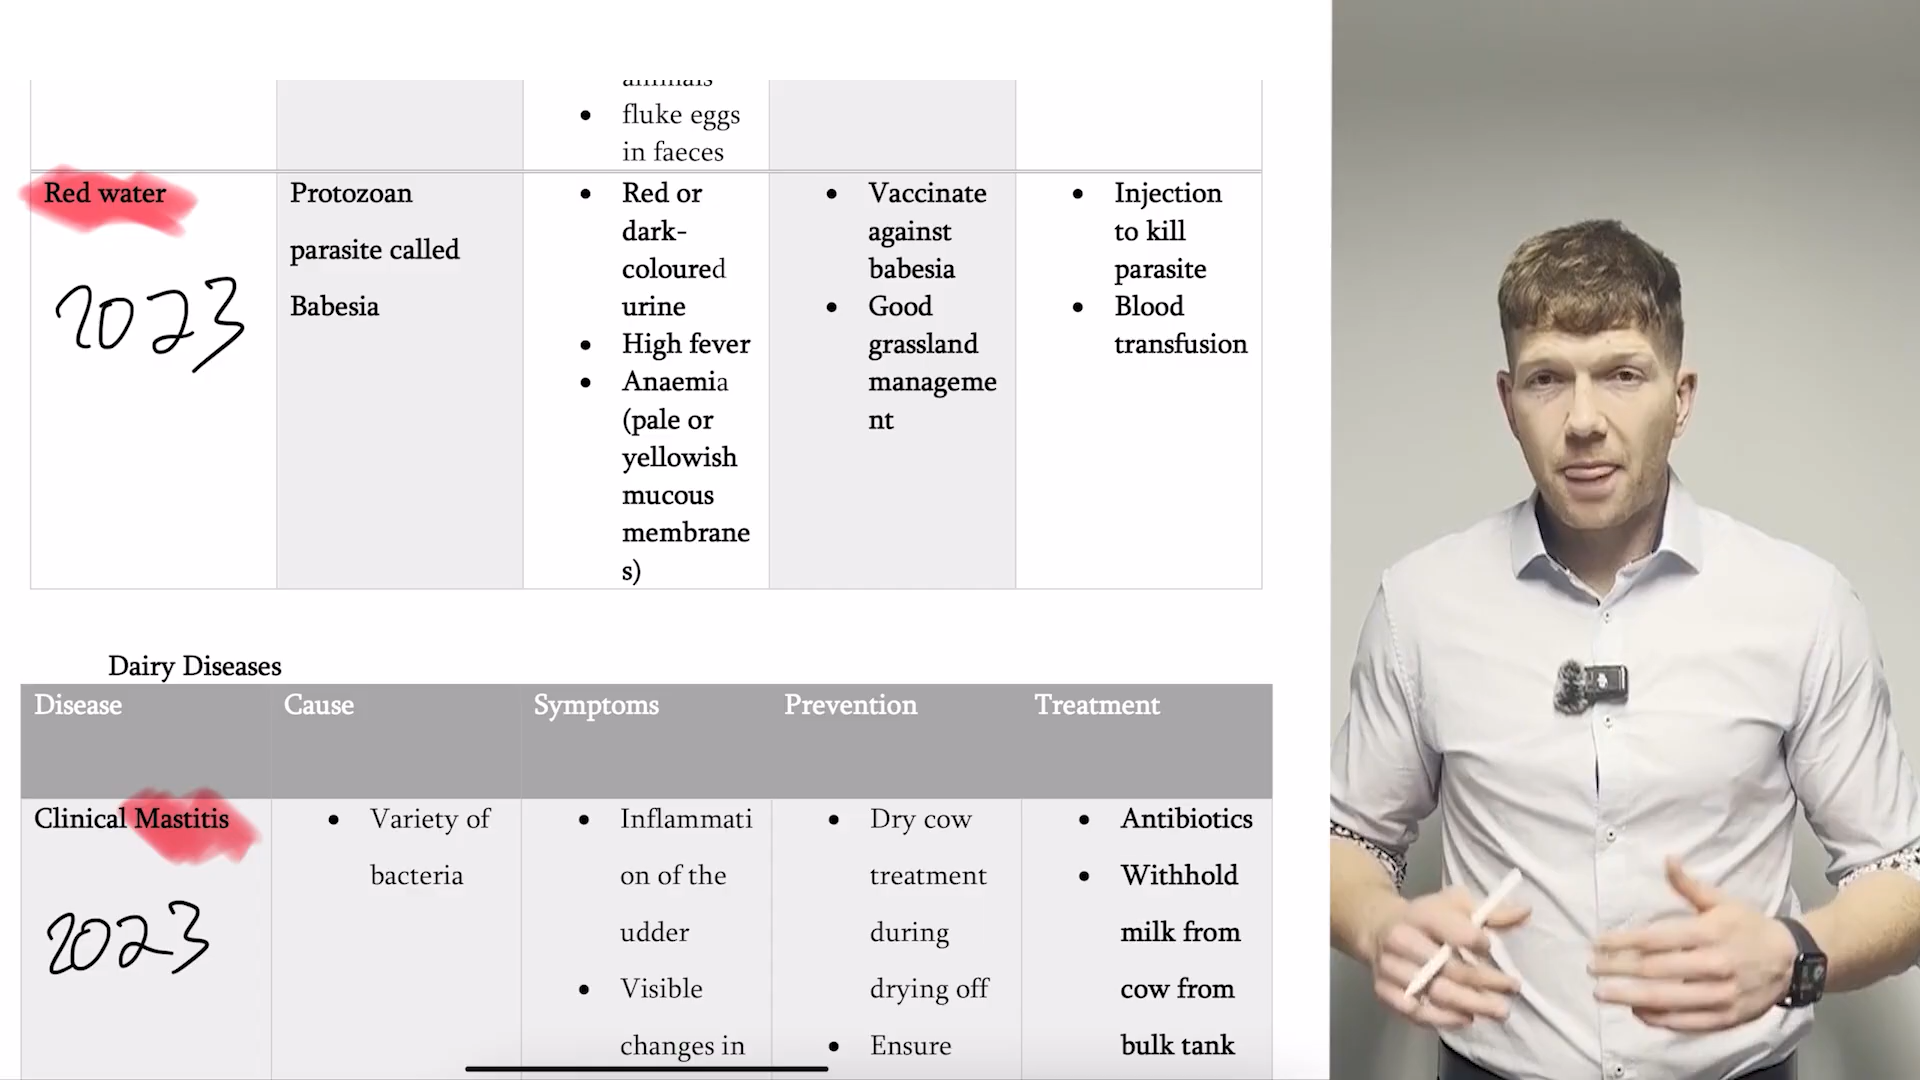 animals
fluke eggs
in faeces
Red water
2023
Protozoan
parasite called
Babesia
Red or
dark-
coloured
urine
High fever
Anaemia
(pale or
yellowish
mucous
membrane
s)
Vaccinate
against
babesia
Good
grassland
manageme
nt
Injection
to kill
parasite
Blood
transfusion
Dairy Diseases
Disease Cause Symptoms Prevention Treatment
Clinical Mastitis
2023
Variety of
bacteria
Inflammati
on of the
udder
Visible
changes in
Dry cow
treatment
during
drying off
Ensure
Antibiotics
Withhold
milk from
cow from
bulk tank